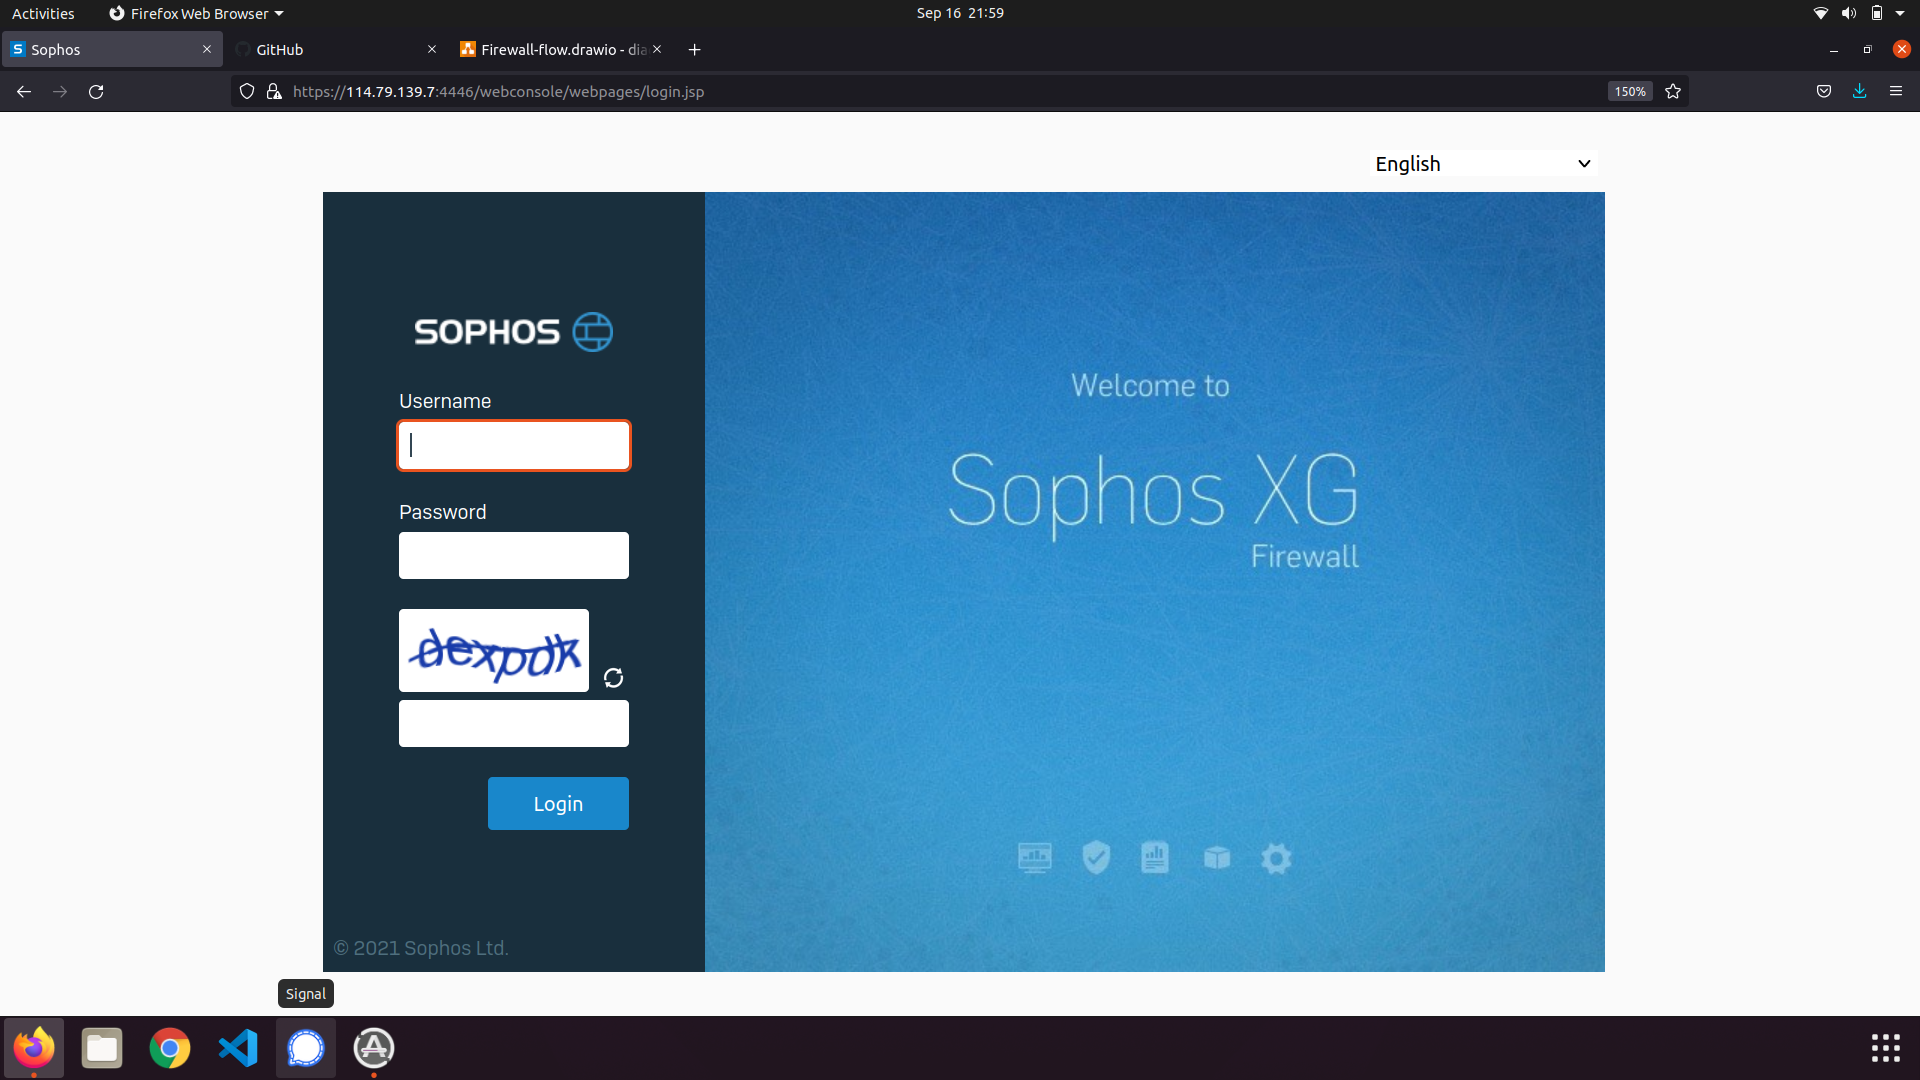 Activities
Firefox Web Browser
Sep 16 21:59
Sophos
GitHub
Firewall-flow.drawio - dia
https://114.79.139.7:4446/webconsole/webpages/login.jsp
150%
English
SOPHOS
Username
Password
dexpdk
Login
© 2021 Sophos Ltd.
Welcome to
Sophos XG
Firewall
Signal